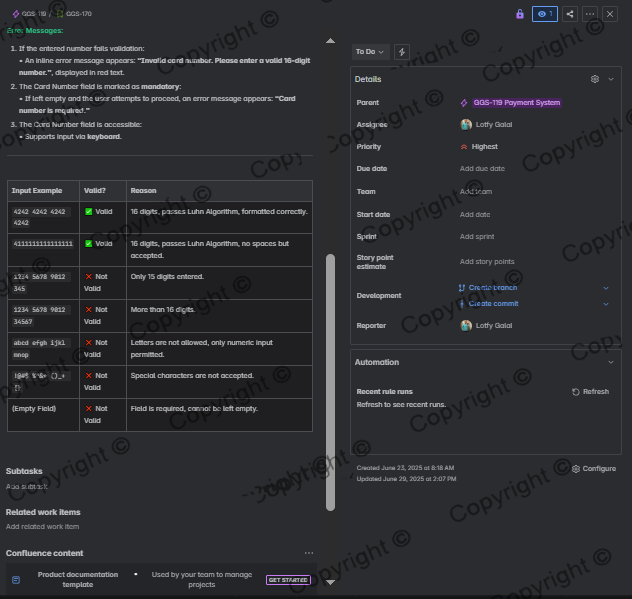 GGS-119 / GGS-170
1
Error Messages:
1. If the entered number fails validation:
• An inline error message appears: "Invalid card number. Please enter a valid 16-digit
number.", displayed in red text.
2. The Card Number field is marked as mandatory:
• If left empty and the user attempts to proceed, an error message appears: "Card
number is required."
3. The Card Number field is accessible:
• Supports input via keyboard.
Input Example Valid? Reason
4242 4242 4242
4242
Valid
16 digits, passes Luhn Algorithm, formatted correctly.
4111111111111111
Valid
16 digits, passes Luhn Algorithm, no spaces but
accepted.
1234 5678 9812
345
Not
Valid
Only 15 digits entered.
1234 5678 9812
34567
Not
Valid
More than 16 digits.
abcd efgh ijkl
mnop
Not
Valid
Letters are not allowed, only numeric input
permitted.
Not
Valid
Special characters are not accepted.
(Empty Field)
Not
Valid
Field is required, cannot be left empty.
Subtasks
Add subtask
Related work items
Add related work item
Confluence content
Product documentation
template
•
Used by your team to manage
projects
GET STARTED
To Do
Details
Parent
GGS-119 Payment System
Assignee
Lotfy Galal
Priority
Highest
Due date
Add due date
Team
Add team
Start date
Add date
Sprint
Add sprint
Story point
estimate
Add story points
Development
Create branch
Create commit
Reporter
Lotfy Galal
Automation
Recent rule runs
Refresh
Refresh to see recent runs.
Created June 23, 2025 at 8:18 AM
Updated June 29, 2025 at 2:07 PM
Configure
Copyright ©